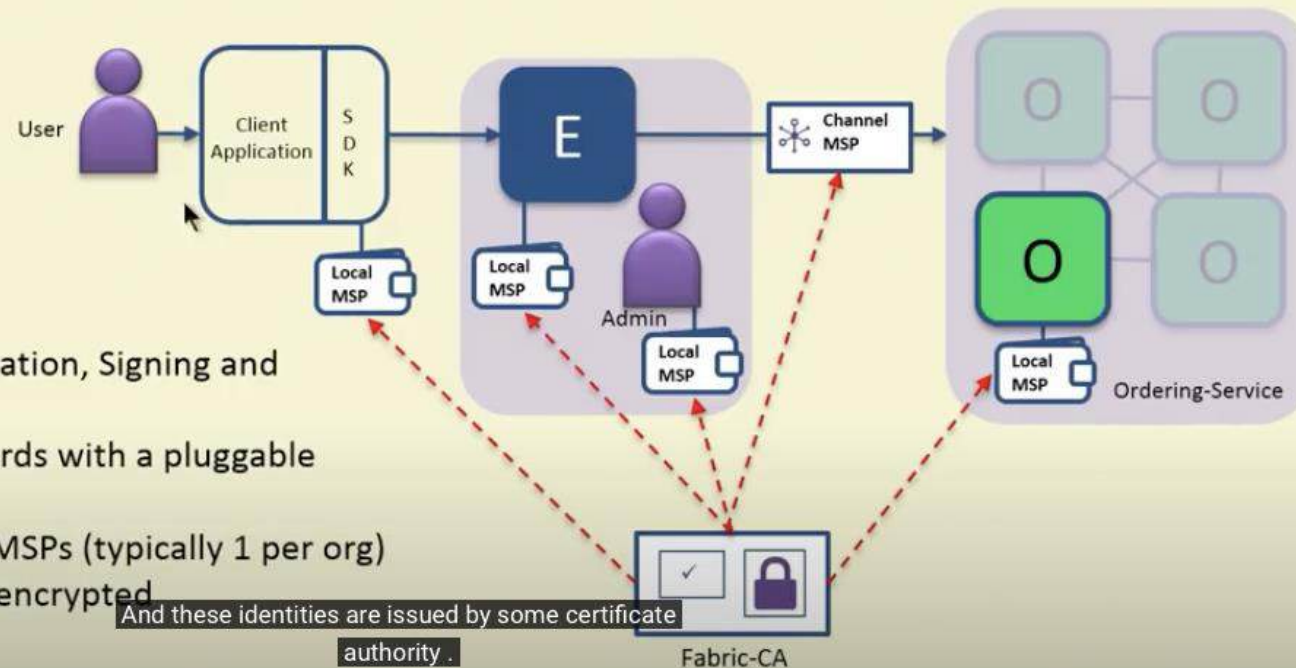 User
Client
Application
S
D
K
E
Channel
MSP
O
O
O
O
Local
MSP
Local
MSP
Admin
Local
MSP
Local
MSP
Ordering-Service
ation, Signing and
rds with a pluggable
MSPs (typically 1 per org)
encrypted
And these identities are issued by some certificate
authority .
Fabric-CA